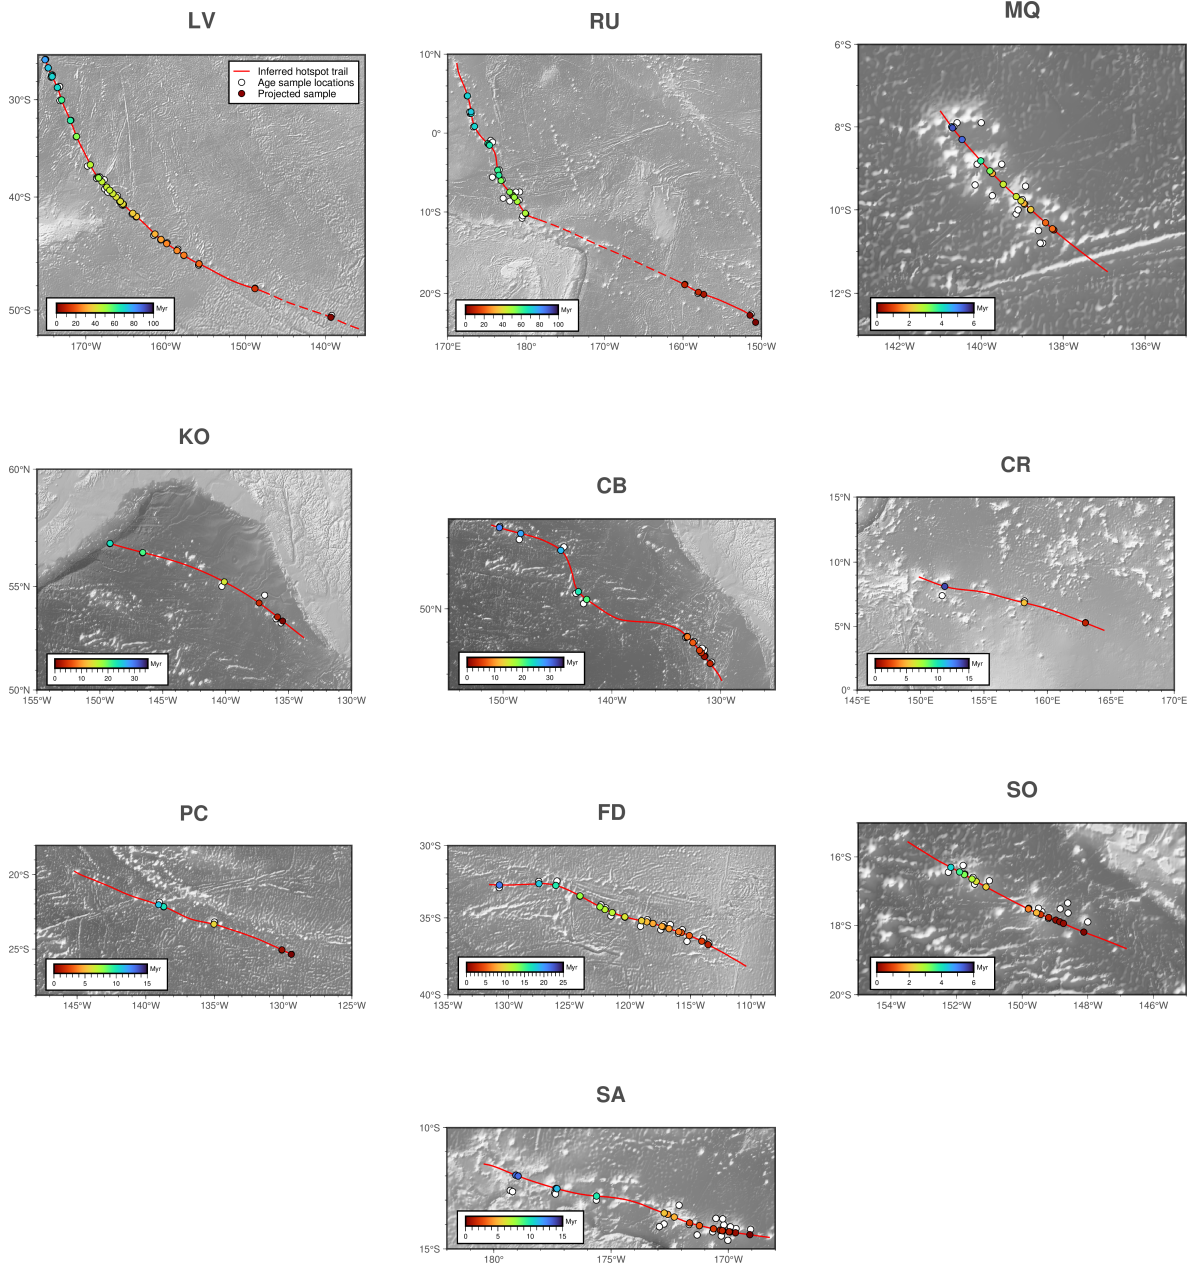 LV
Inferred hotspot trail
Age sample locations
Projected sample
30°S
40°S
50°S
Myr
0 20 40 60 80 100
170°W 160°W 150°W 140°W
RU
10°N
0°
10°S
20°S
Myr
0 20 40 60 80 100
170°E 180° 170°W 160°W 150°W
MQ
6°S
8°S
10°S
12°S
Myr
0 2 4 6
142°W 140°W 138°W 136°W
KO
60°N
55°N
50°N
Myr
0 10 20 30
155°W 150°W 145°W 140°W 135°W 130°W
CB
50°N
Myr
0 10 20 30
150°W 140°W 130°W
CR
15°N
10°N
5°N
0°
Myr
0 5 10 15
145°E 150°E 155°E 160°E 165°E 170°E
PC
20°S
25°S
Myr
0 5 10 15
145°W 140°W 135°W 130°W 125°W
FD
30°S
35°S
40°S
Myr
0 5 10 15 20 25
135°W 130°W 125°W 120°W 115°W 110°W
SO
16°S
18°S
20°S
Myr
0 2 4 6
154°W 152°W 150°W 148°W 146°W
SA
10°S
15°S
Myr
0 5 10 15
180° 175°W 170°W